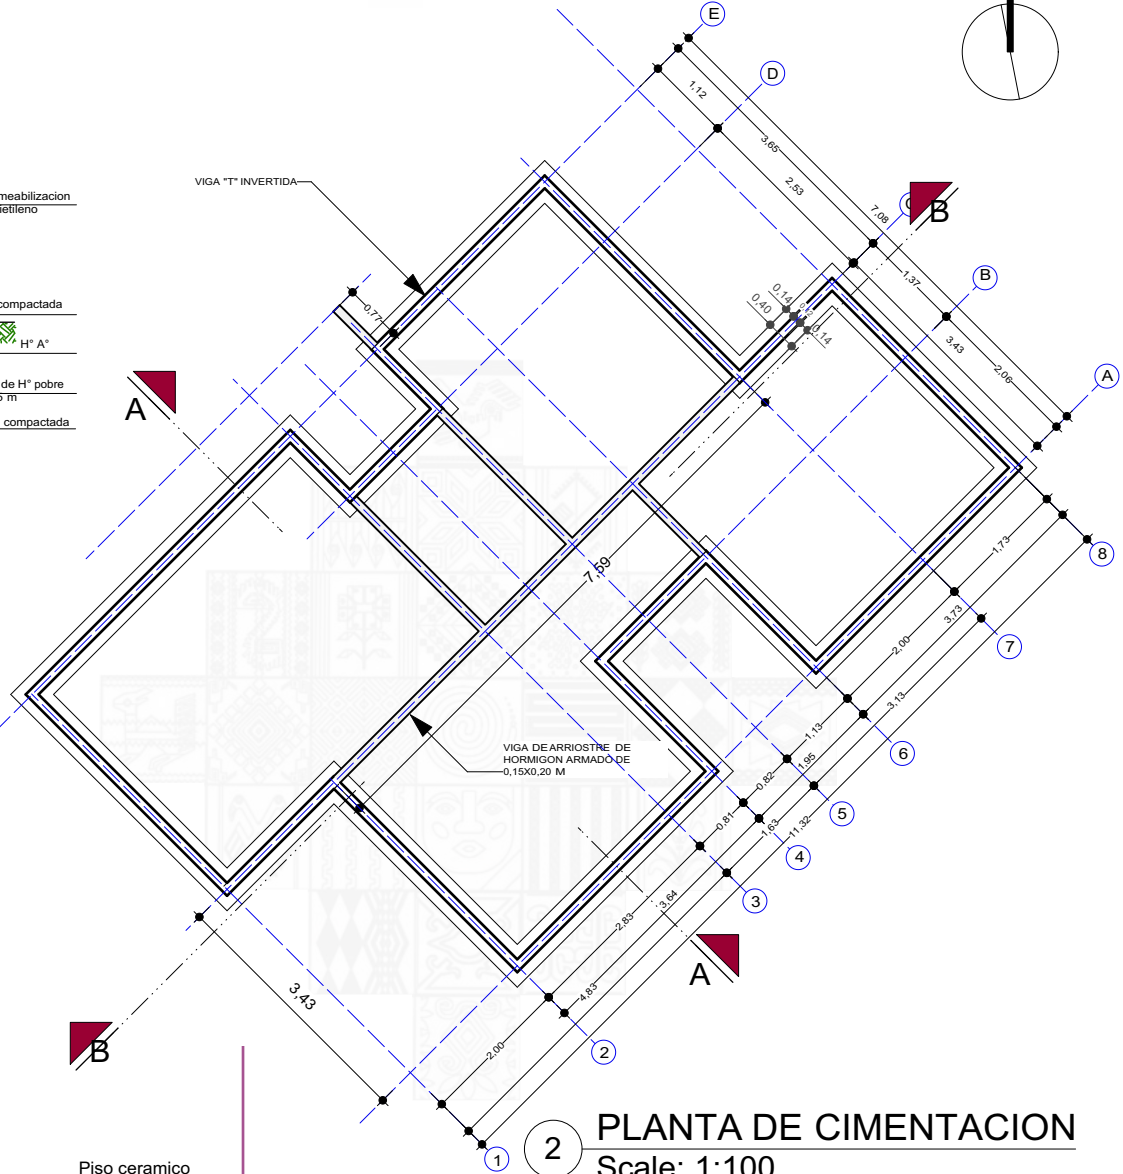 E
D
1,12
3,65
2,53
7,08
B
VIGA "T" INVERTIDA
meabilizacion
ietileno
1,37
B
0,14
0,40
0,14
0,77
3,43
2,06
A
compactada
H° A°
de H° pobre
5 m
compactada
A
1,73
8
7,59
3,73
7
2,00
3,13
6
1,13
1,95
5
0,82
1,63
4
0,81
11,32
3
VIGA DE ARRIOSTRE DE
HORMIGON ARMADO DE
0,15X0,20 M
3,64
2,83
A
4,83
2
3,43
2,00
B
1
2
PLANTA DE CIMENTACION
Scale: 1:100
Piso ceramico